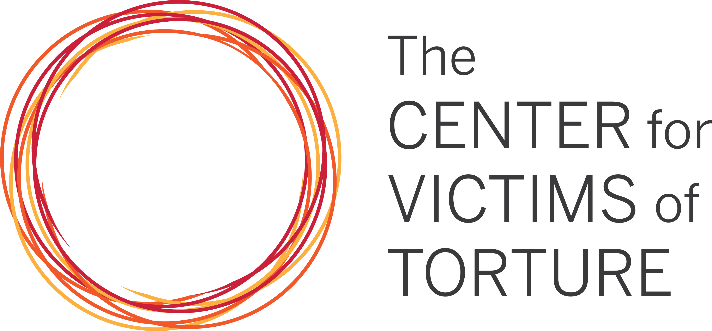 The
CENTER for
VICTIMS of
TORTURE